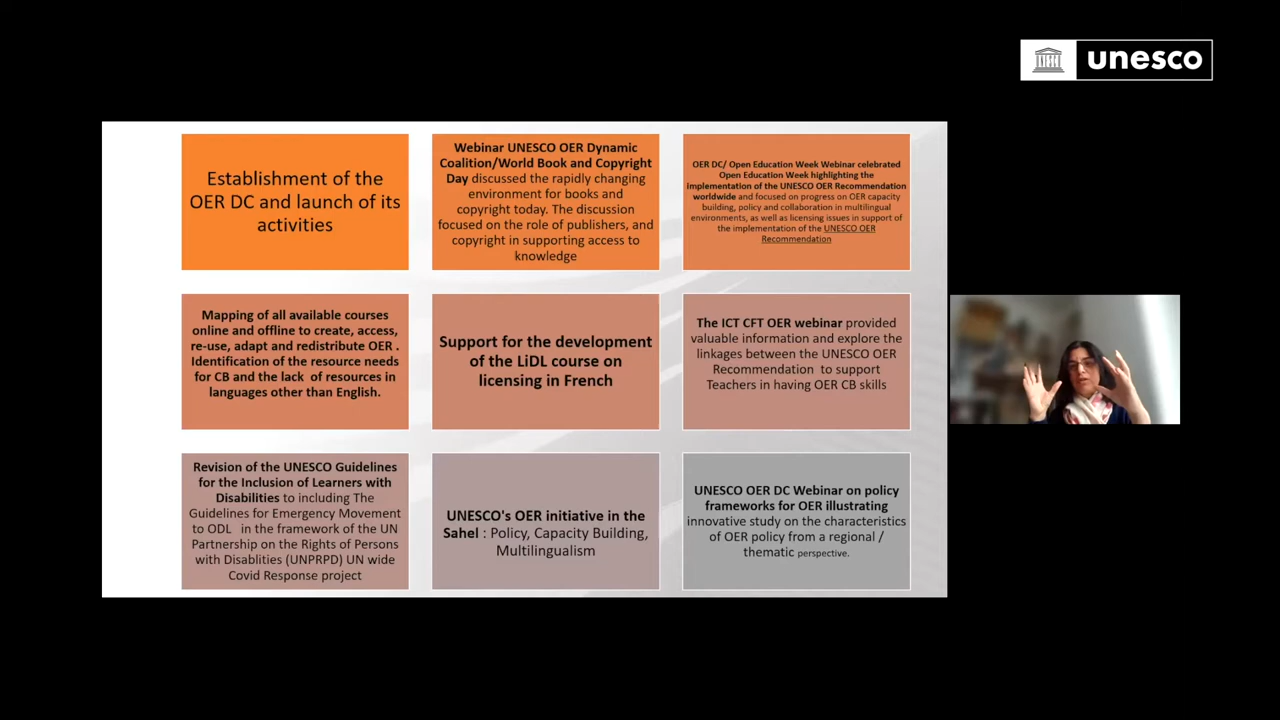 unesco
Establishment of the
OER DC and launch of its
activities
Webinar UNESCO OER Dynamic
Coalition/World Book and Copyright
Day discussed the rapidly changing
environment for books and
copyright today. The discussion
focused on the role of publishers, and
copyright in supporting access to
knowledge
OER DC/ Open Education Week Webinar celebrated
Open Education Week highlighting the
implementation of the UNESCO OER Recommendation
worldwide and focused on progress on OER capacity
building, policy and collaboration in multilingual
environments, as well as licensing issues in support of
the implementation of the UNESCO OER
Recommendation
Mapping of all available courses
online and offline to create, access,
re-use, adapt and redistribute OER .
Identification of the resource needs
for CB and the lack of resources in
languages other than English.
Support for the development
of the LiDL course on
licensing in French
The ICT CFT OER webinar provided
valuable information and explore the
linkages between the UNESCO OER
Recommendation to support
Teachers in having OER CB skills
Revision of the UNESCO Guidelines
for the Inclusion of Learners with
Disabilities to including The
Guidelines for Emergency Movement
to ODL in the framework of the UN
Partnership on the Rights of Persons
with Disablities (UNPRPD) UN wide
Covid Response project
UNESCO's OER initiative in the
Sahel : Policy, Capacity Building,
Multilingualism
UNESCO OER DC Webinar on policy
frameworks for OER illustrating
innovative study on the characteristics
of OER policy from a regional /
thematic perspective.